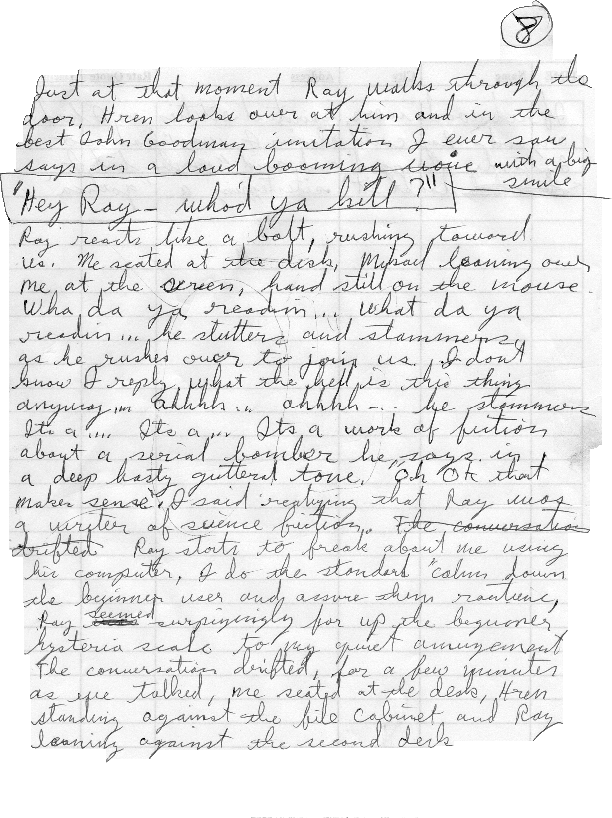 8
Just at that moment Ray walks through the
door, Hren looks over at him and in the
best John Goodman imitation I ever saw
says in a loud booming voice with a big
smile
"Hey Ray - who'd ya kill?"
Ray reacts like a bolt, rushing toward
us. Me seated at the desk, Misael leaning over
me at the screen, hand still on the mouse.
Wha da ya readin... what da ya
readin... he stutters and stammers,
as he rushes over to join us. I don't
know I reply, what the hell is this thing
anyway... ahhhh... ahhhh... he stammers
Its a .... Its a ... Its a work of fiction
about a serial bomber he says in
a deep hasty gutteral tone. "Oh OK that
makes sense". I said realizing that Ray was
a writer of science fiction. The conversation
drifted Ray starts to freak about me using
his computer, I do the standard "calm down
the beginner user and assure them routine,
Ray seemed surprizingly far up the beginner
hysteria scale to my quiet amusement
The conversation drifted, for a few minutes
as we talked, me seated at the desk, Hren
standing against the file cabinet and Ray
leaning against the second desk